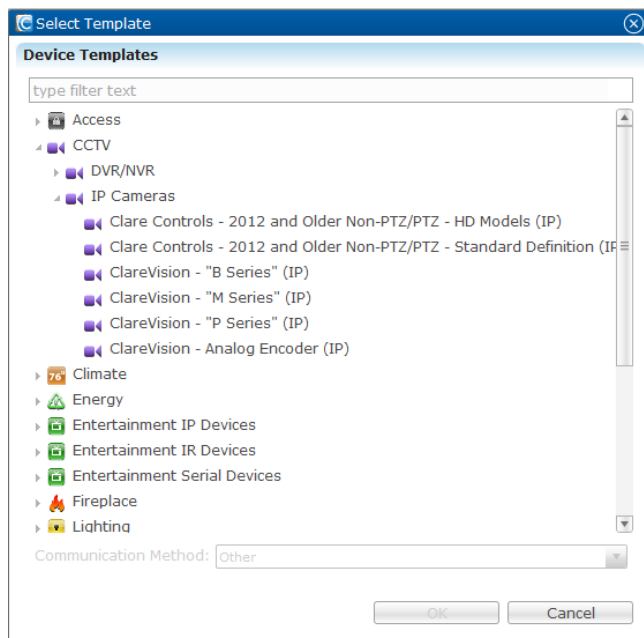 Select Template
Device Templates
type filter text
Access
CCTV
DVR/NVR
IP Cameras
Clare Controls - 2012 and Older Non-PTZ/PTZ - HD Models (IP)
Clare Controls - 2012 and Older Non-PTZ/PTZ - Standard Definition (IP
ClareVision - "B Series" (IP)
ClareVision - "M Series" (IP)
ClareVision - "P Series" (IP)
ClareVision - Analog Encoder (IP)
76° Climate
Energy
Entertainment IP Devices
Entertainment IR Devices
Entertainment Serial Devices
Fireplace
Lighting
Communication Method: Other
OK Cancel